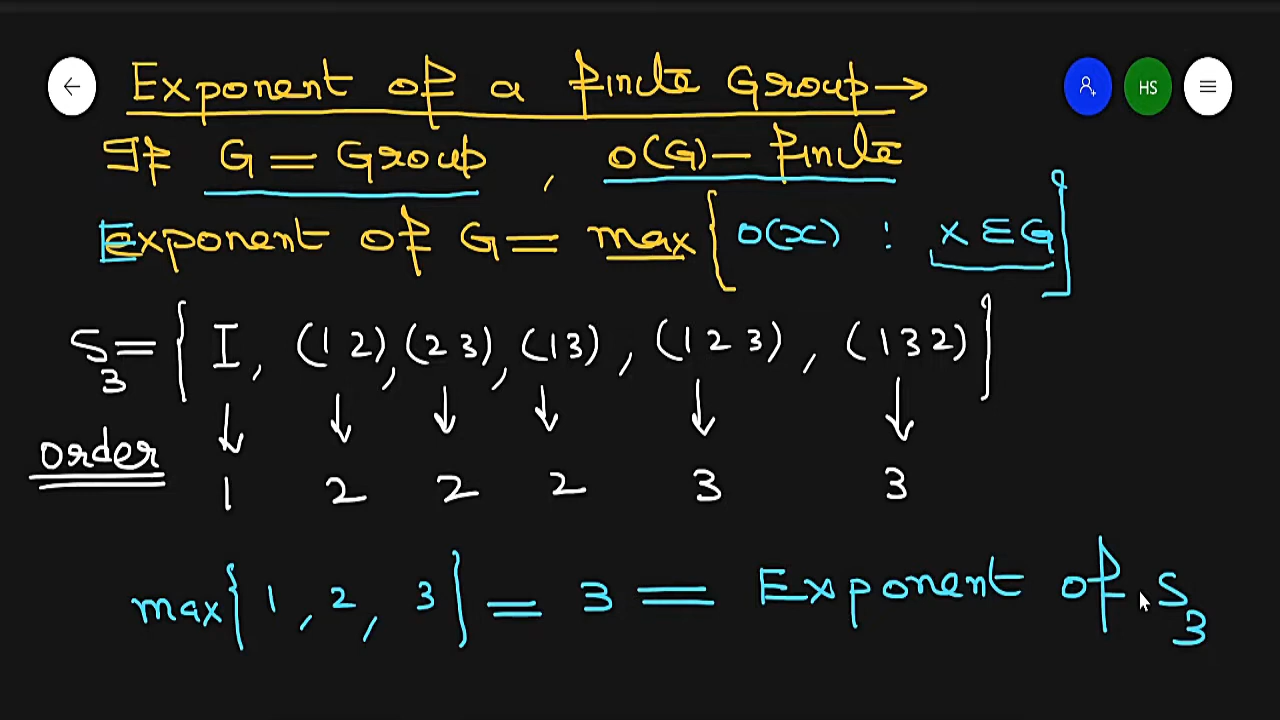 Exponent of a finite Group→
HS
If G = Group , O(G) – finite
Exponent of G = max { O(x) : x ∈ G }
S₃ = { I, (1 2), (2 3), (1 3), (1 2 3), (1 3 2) }
↓ ↓ ↓ ↓ ↓ ↓
order 1 2 2 2 3 3
max{ 1, 2, 3 } = 3 = Exponent of S₃